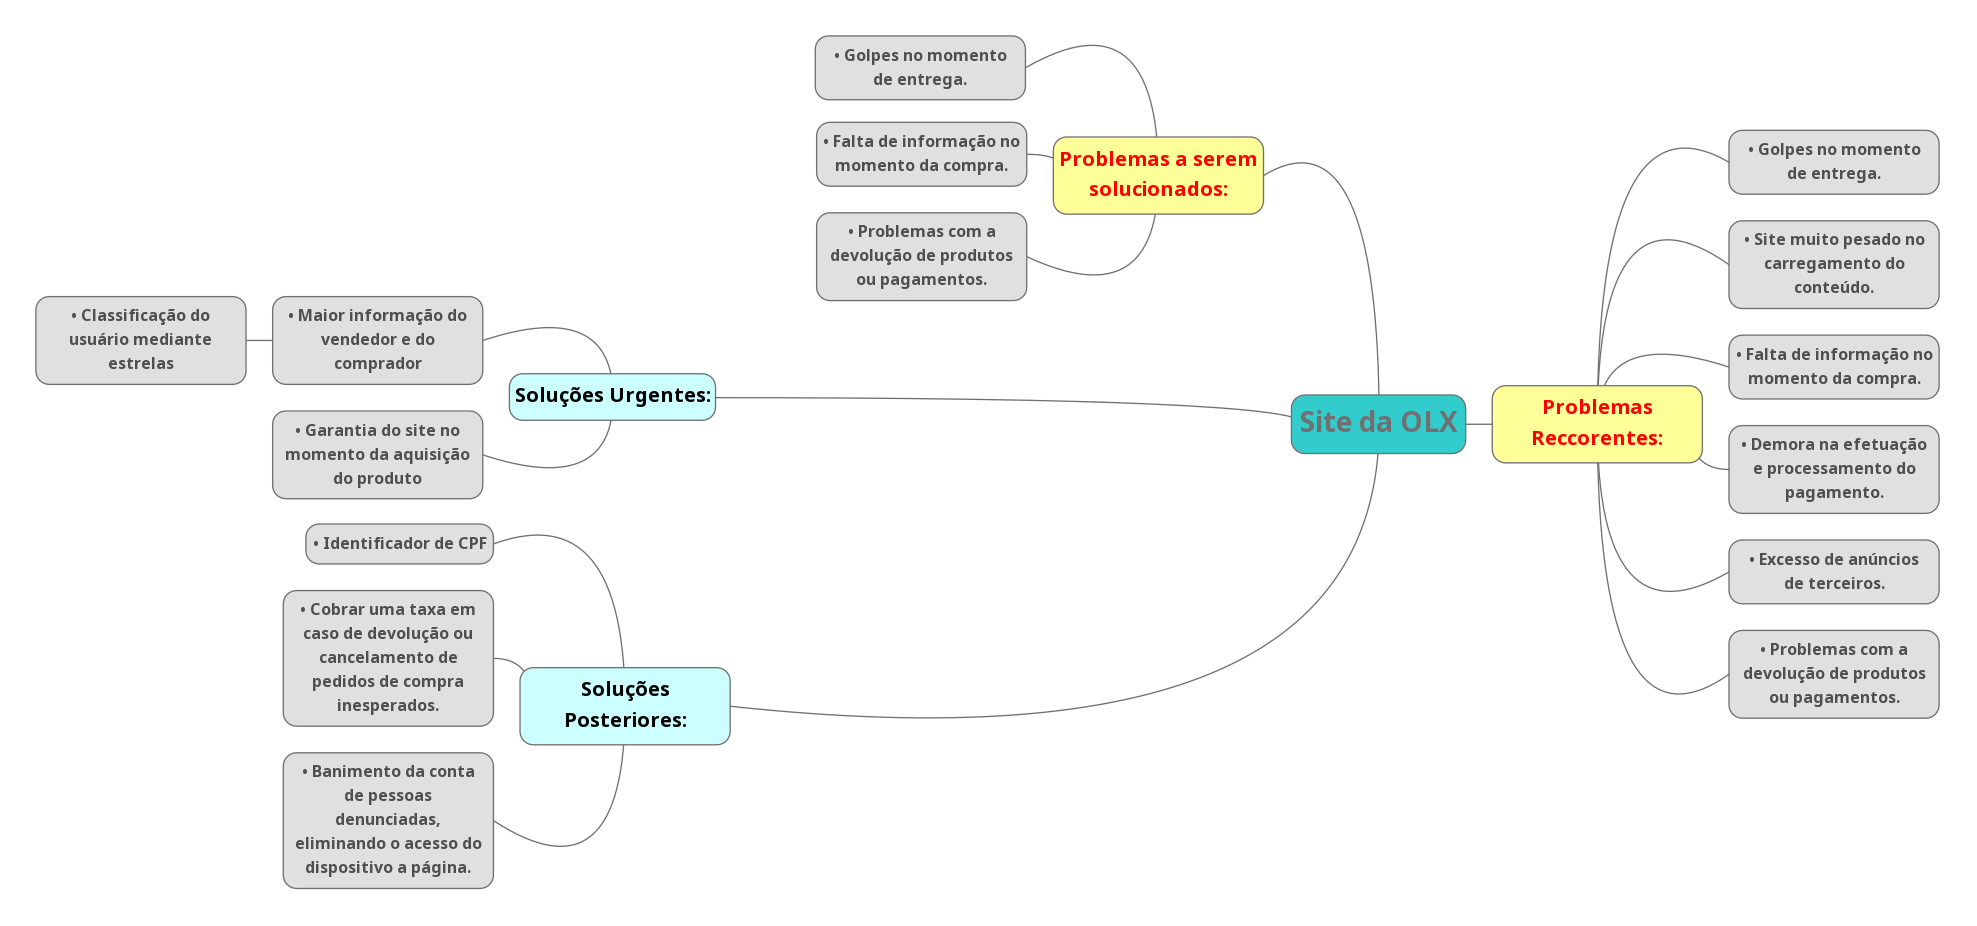 • Golpes no momento
de entrega.
• Falta de informação no
momento da compra.
• Problemas com a
devolução de produtos
ou pagamentos.
Problemas a serem
solucionados:
• Classificação do
usuário mediante
estrelas
• Maior informação do
vendedor e do
comprador
• Garantia do site no
momento da aquisição
do produto
Soluções Urgentes:
• Identificador de CPF
• Cobrar uma taxa em
caso de devolução ou
cancelamento de
pedidos de compra
inesperados.
• Banimento da conta
de pessoas
denunciadas,
eliminando o acesso do
dispositivo a página.
Soluções
Posteriores:
Site da OLX
Problemas
Reccorentes:
• Golpes no momento
de entrega.
• Site muito pesado no
carregamento do
conteúdo.
• Falta de informação no
momento da compra.
• Demora na efetuação
e processamento do
pagamento.
• Excesso de anúncios
de terceiros.
• Problemas com a
devolução de produtos
ou pagamentos.